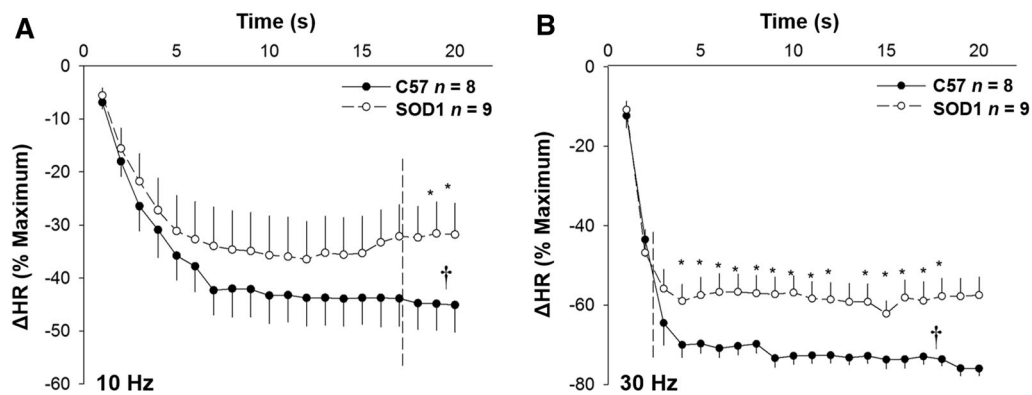 A
Time (s)
0 5 10 15 20
0
-10
-20
-30
-40
-50
-60
ΔHR (% Maximum)
C57 n = 8
SOD1 n = 9
* *
†
10 Hz
B
Time (s)
0 5 10 15 20
0
-20
-40
-60
-80
ΔHR (% Maximum)
C57 n = 8
SOD1 n = 9
* * * * * * * * * * * * * *
†
30 Hz